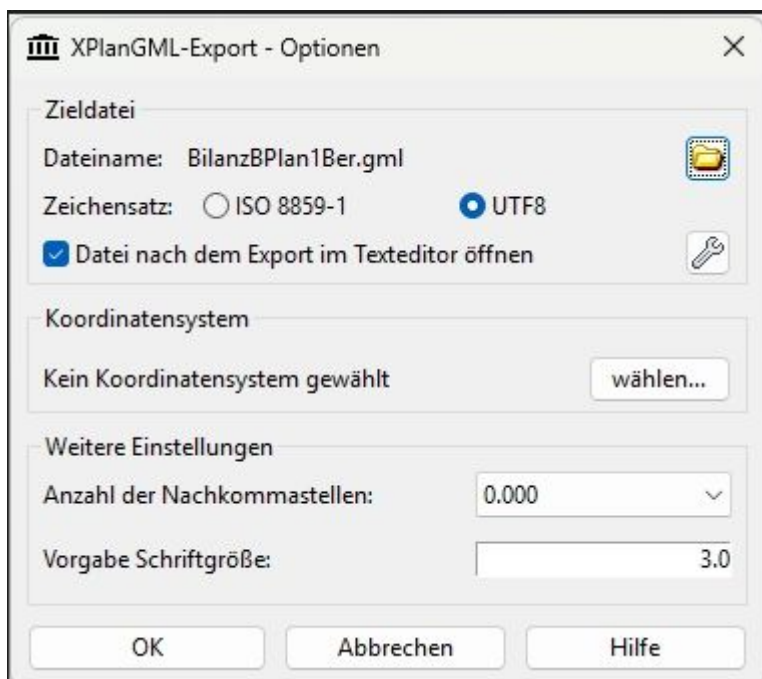 XPlanGML-Export - Optionen
Zieldatei
Dateiname: BilanzBPlan1Ber.gml
Zeichensatz: ISO 8859-1 UTF8
Datei nach dem Export im Texteditor öffnen
Koordinatensystem
Kein Koordinatensystem gewählt wählen...
Weitere Einstellungen
Anzahl der Nachkommastellen: 0.000
Vorgabe Schriftgröße: 3.0
OK Abbrechen Hilfe